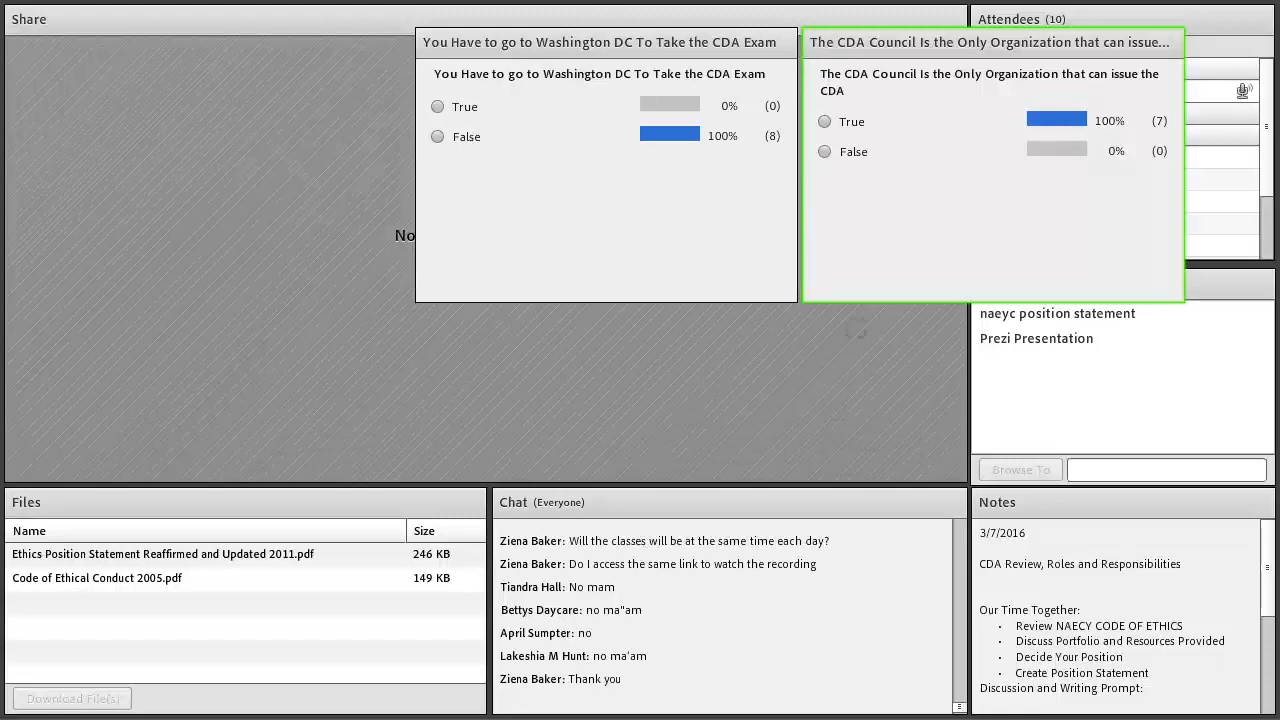 Share
Attendees (10)
You Have to go to Washington DC To Take the CDA Exam
You Have to go to Washington DC To Take the CDA Exam
True 0% (0)
False 100% (8)
The CDA Council Is the Only Organization that can issue...
The CDA Council Is the Only Organization that can issue the
CDA
True 100% (7)
False 0% (0)
No
naeyc position statement
Prezi Presentation
Browse To
Files
Name Size
Ethics Position Statement Reaffirmed and Updated 2011.pdf 246 KB
Code of Ethical Conduct 2005.pdf 149 KB
Download File(s)
Chat (Everyone)
Ziena Baker: Will the classes will be at the same time each day?
Ziena Baker: Do I access the same link to watch the recording
Tiandra Hall: No mam
Bettys Daycare: no ma"am
April Sumpter: no
Lakeshia M Hunt: no ma'am
Ziena Baker: Thank you
Notes
3/7/2016
CDA Review, Roles and Responsibilities
Our Time Together:
• Review NAECY CODE OF ETHICS
• Discuss Portfolio and Resources Provided
• Decide Your Position
• Create Position Statement
Discussion and Writing Prompt: